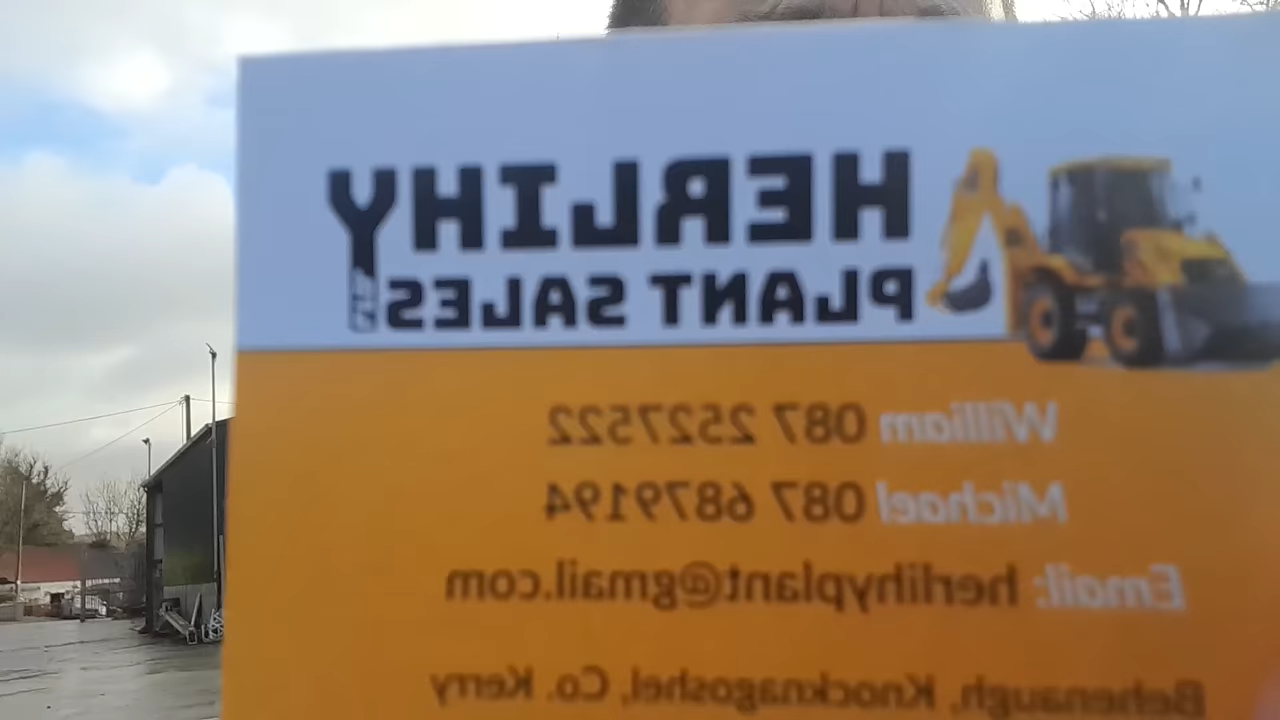 HERLIHY
PLANT SALES
William 087 2527522
Michael 087 6879194
Email: herlihyplant@gmail.com
Behenaugh, Knocknagoshel, Co. Kerry